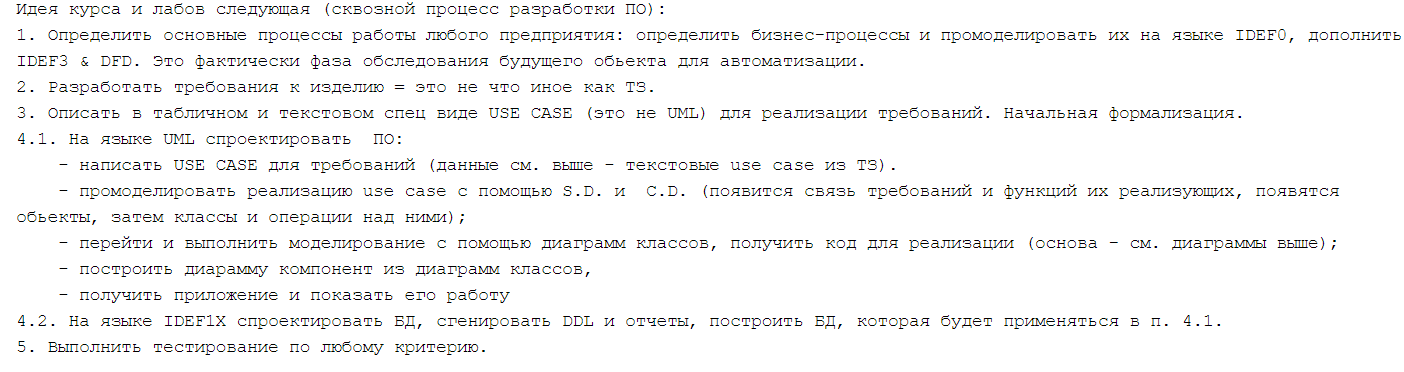 Идея курса и лабов следующая (сквозной процесс разработки ПО):
1. Определить основные процессы работы любого предприятия: определить бизнес-процессы и промоделировать их на языке IDEF0, дополнить
IDEF3 & DFD. Это фактически фаза обследования будущего обьекта для автоматизации.
2. Разработать требования к изделию = это не что иное как ТЗ.
3. Описать в табличном и текстовом спец виде USE CASE (это не UML) для реализации требований. Начальная формализация.
4.1. На языке UML спроектировать  ПО:
    - написать USE CASE для требований (данные см. выше - текстовые use case из ТЗ).
    - промоделировать реализацию use case с помощью S.D. и  C.D. (появится связь требований и функций их реализующих, появятся
обьекты, затем классы и операции над ними);
    - перейти и выполнить моделирование с помощью диаграмм классов, получить код для реализации (основа - см. диаграммы выше);
    - построить диарамму компонент из диаграмм классов,
    - получить приложение и показать его работу
4.2. На языке IDEF1X спроектировать БД, сгенировать DDL и отчеты, построить БД, которая будет применяться в п. 4.1.
5. Выполнить тестирование по любому критерию.